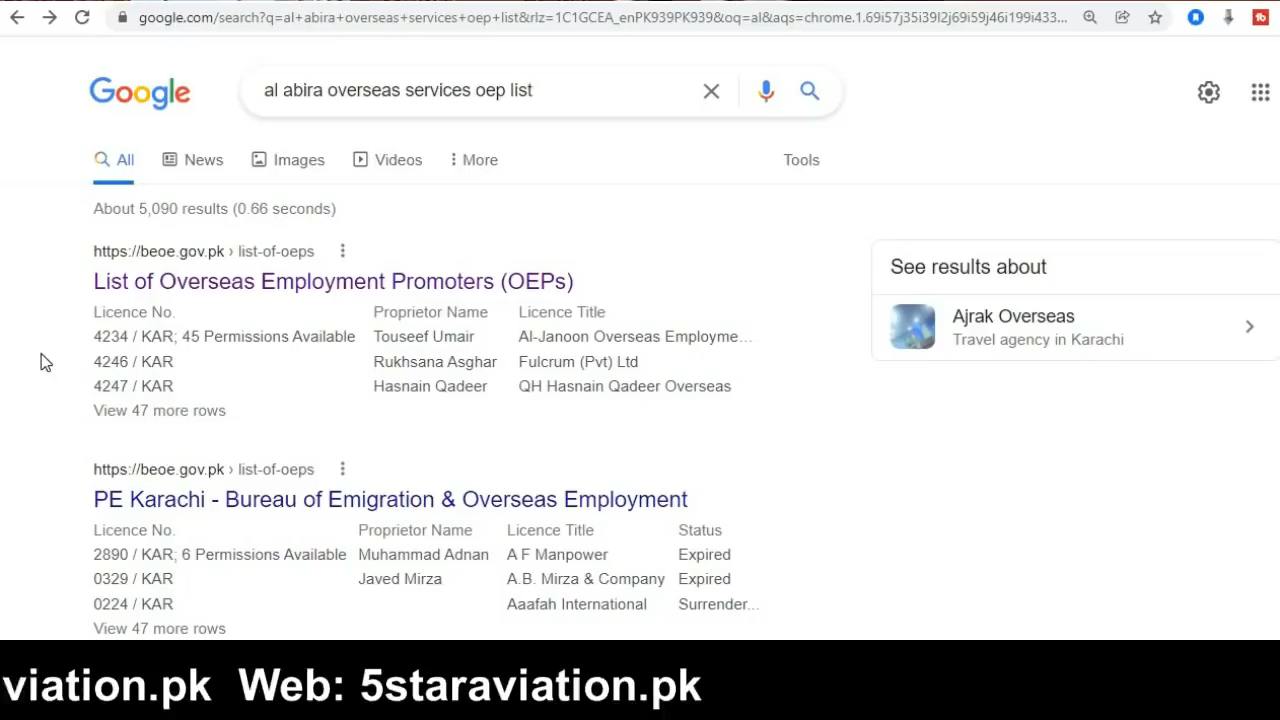 google.com/search?q=al+abira+overseas+services+oep+list&rlz=1C1GCEA_enPK939PK939&oq=al&aqs=chrome.1.69i57j35i39l2j69i59j46i199i433...
Google
al abira overseas services oep list
All News Images Videos More Tools
About 5,090 results (0.66 seconds)
https://beoe.gov.pk › list-of-oeps
List of Overseas Employment Promoters (OEPs)
Licence No. Proprietor Name Licence Title
4234 / KAR; 45 Permissions Available Touseef Umair Al-Janoon Overseas Employme...
4246 / KAR Rukhsana Asghar Fulcrum (Pvt) Ltd
4247 / KAR Hasnain Qadeer QH Hasnain Qadeer Overseas
View 47 more rows
See results about
Ajrak Overseas
Travel agency in Karachi
https://beoe.gov.pk › list-of-oeps
PE Karachi - Bureau of Emigration & Overseas Employment
Licence No. Proprietor Name Licence Title Status
2890 / KAR; 6 Permissions Available Muhammad Adnan A F Manpower Expired
0329 / KAR Javed Mirza A.B. Mirza & Company Expired
0224 / KAR Aaafah International Surrender...
View 47 more rows
viation.pk Web: 5staraviation.pk